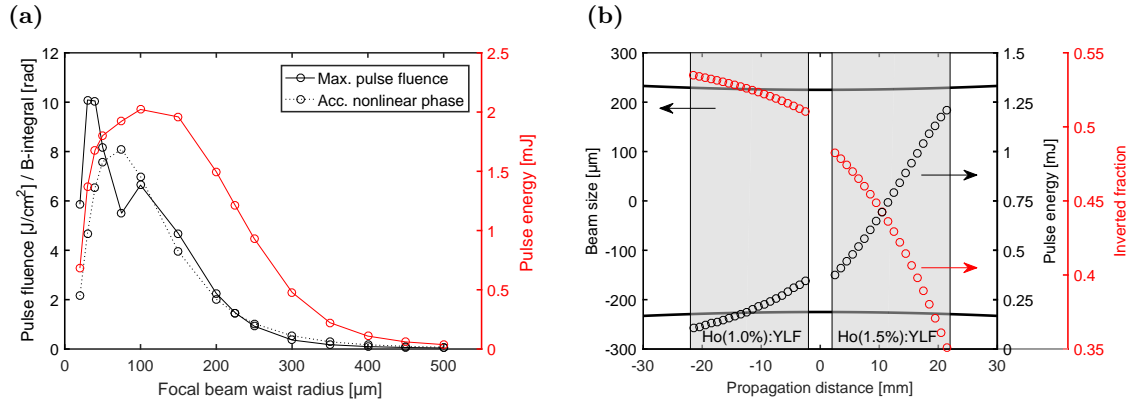 (a)
Pulse fluence [J/cm²] / B-integral [rad]
12
10
8
6
4
2
0
0 100 200 300 400 500
Focal beam waist radius [µm]
Max. pulse fluence
Acc. nonlinear phase
2.5
2
1.5
1
0.5
0
Pulse energy [mJ]
(b)
Beam size [µm]
300
200
100
0
-100
-200
-300
-30 -20 -10 0 10 20 30
Propagation distance [mm]
Ho(1.0%):YLF
Ho(1.5%):YLF
1.5
1.25
1
0.75
0.5
0.25
0
Pulse energy [mJ]
0.55
0.5
0.45
0.40
0.35
Inverted fraction